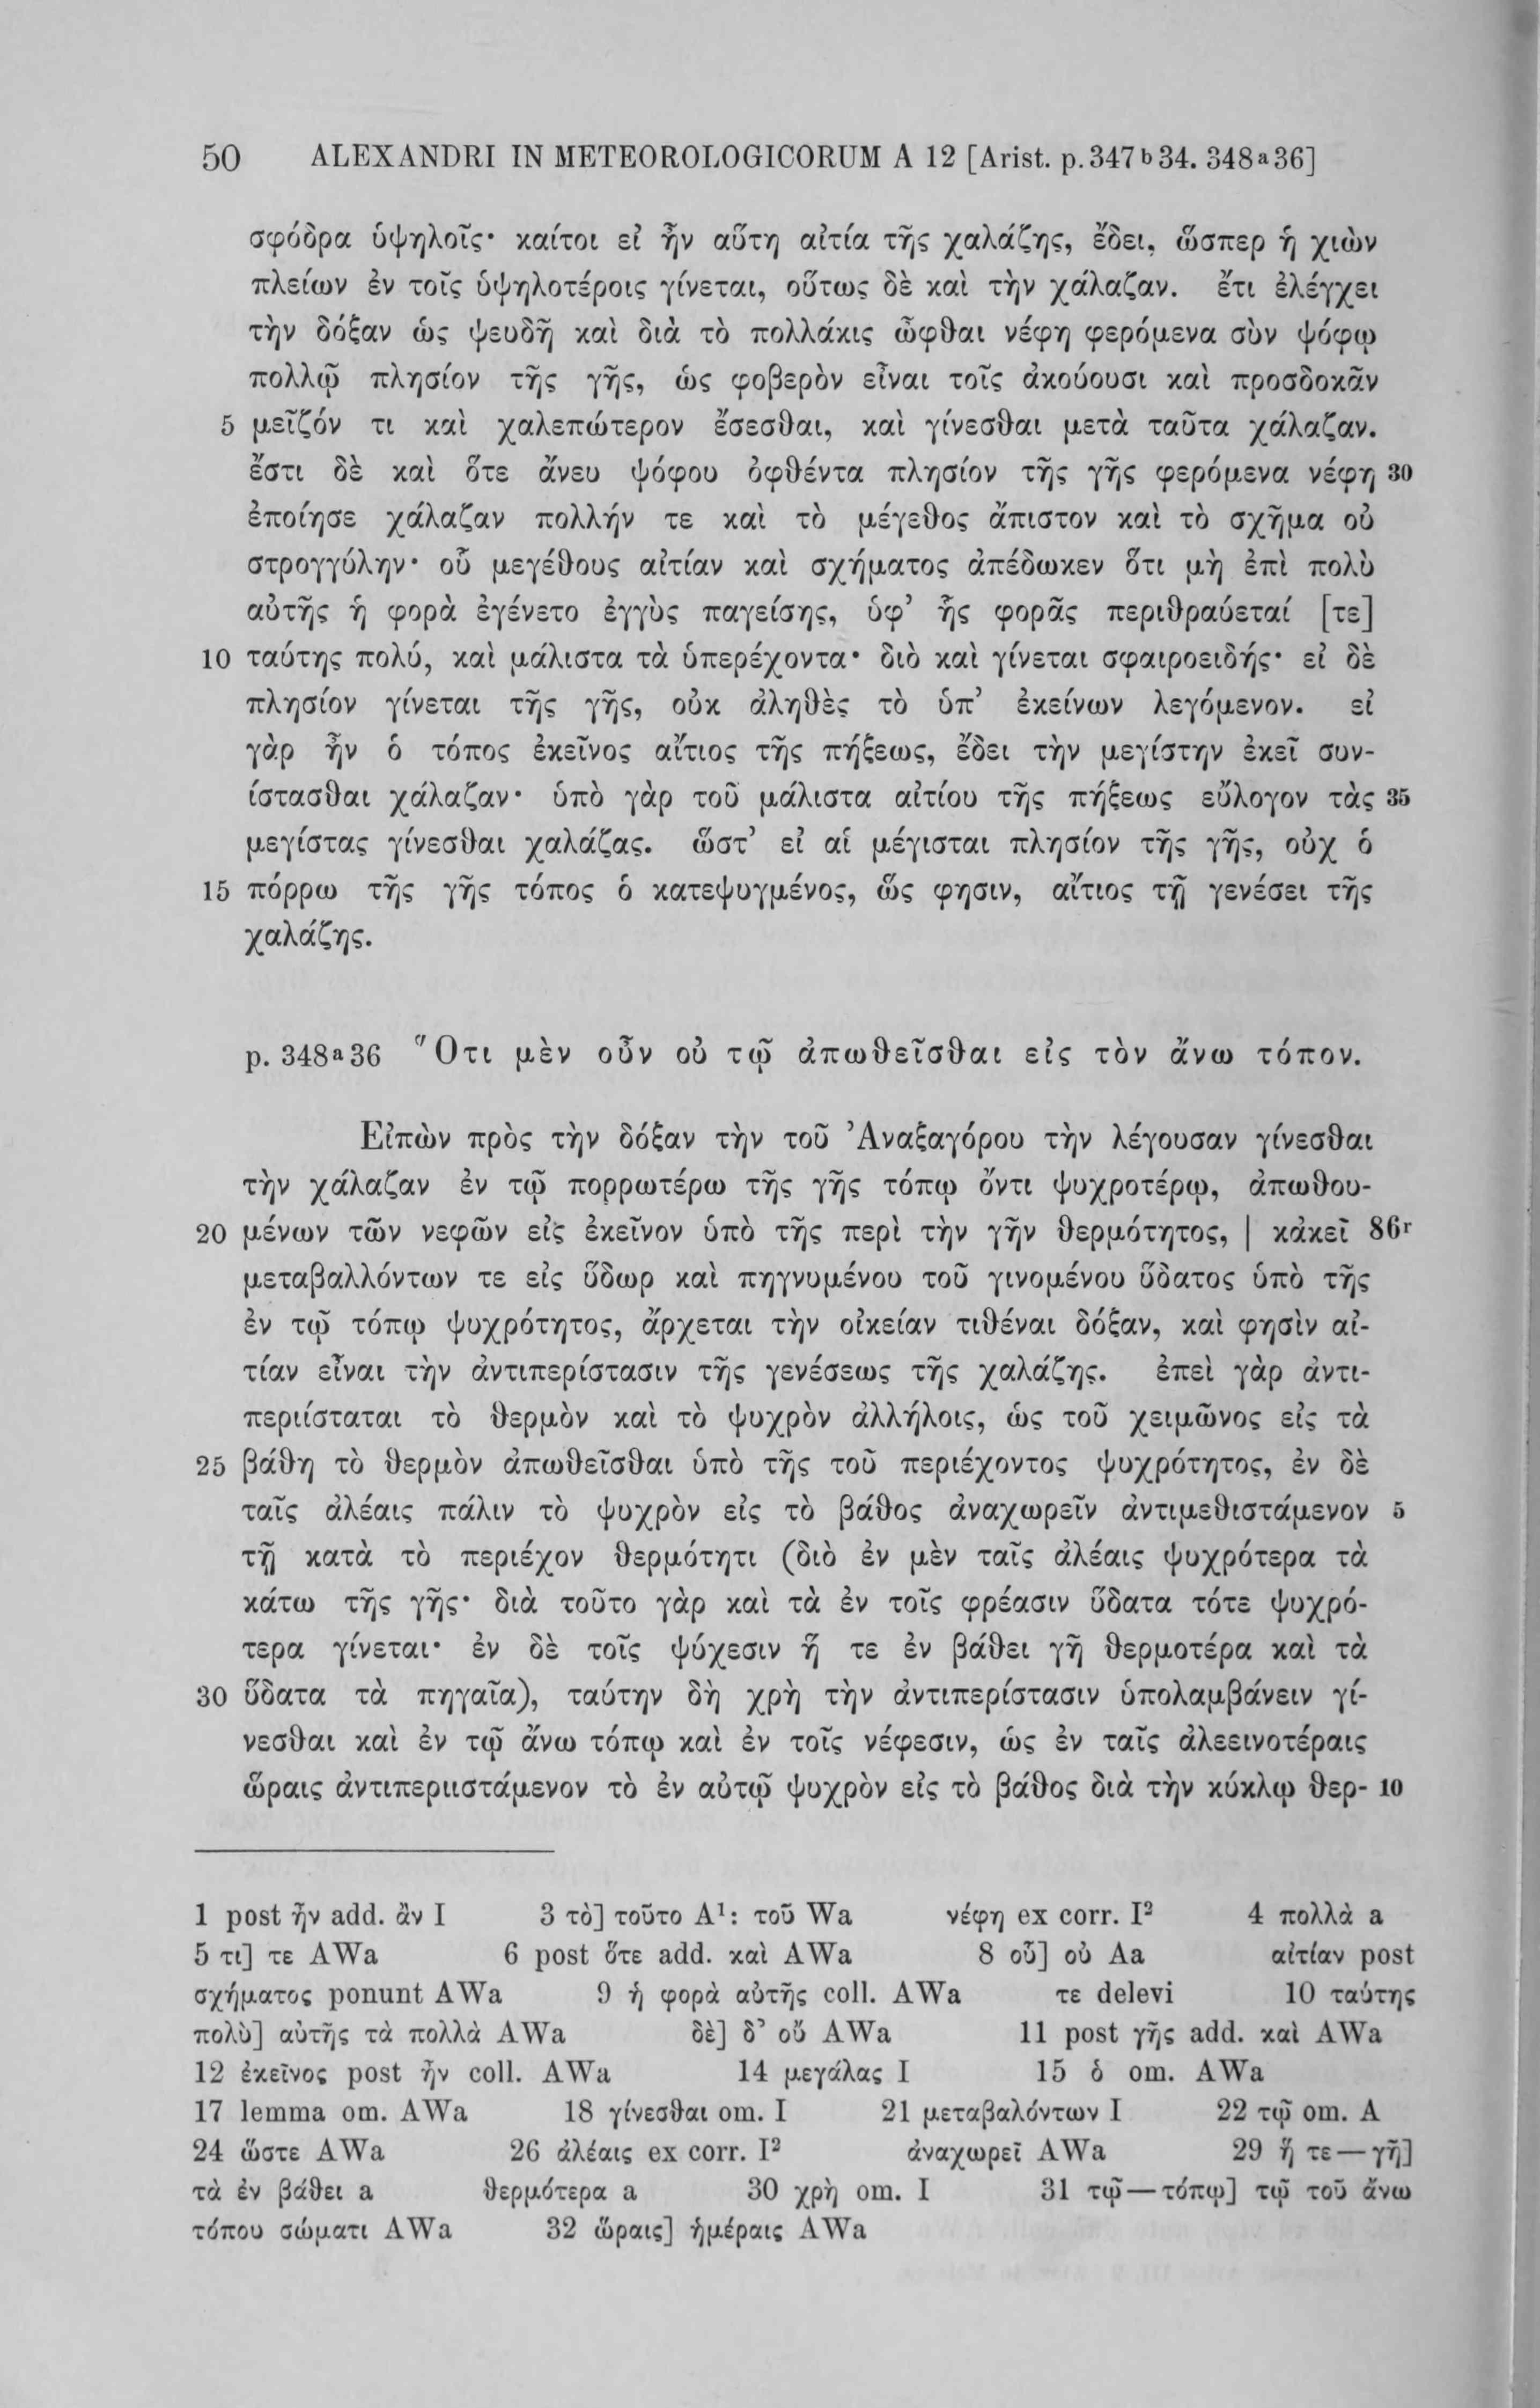 50 ALEXANDRI IN METEOROLOGICORUM A 12 [Arist. p. 347 b 34. 348 a 36]
σφόδρα ὑψηλοῖς· καίτοι εἰ ἦν αὕτη αἰτία τῆς χαλάζης, ἔδει, ὥσπερ ἡ χιὼν
πλείων ἐν τοῖς ὑψηλοτέροις γίνεται, οὕτως δὲ καὶ τὴν χάλαζαν. ἔτι ἐλέγχει
τὴν δόξαν ὡς ψευδῆ καὶ διὰ τὸ πολλάκις ὦφθαι νέφη φερόμενα σὺν ψόφῳ
πολλῷ πλησίον τῆς γῆς, ὡς φοβερὸν εἶναι τοῖς ἀκούουσι καὶ προσδοκᾶν
5 μεῖζόν τι καὶ χαλεπώτερον ἔσεσθαι, καὶ γίνεσθαι μετὰ ταῦτα χάλαζαν.
ἔστι δὲ καὶ ὅτε ἄνευ ψόφου ὀφθέντα πλησίον τῆς γῆς φερόμενα νέφη 30
ἐποίησε χάλαζαν πολλήν τε καὶ τὸ μέγεθος ἄπιστον καὶ τὸ σχῆμα οὐ
στρογγύλην· οὗ μεγέθους αἰτίαν καὶ σχήματος ἀπέδωκεν ὅτι μὴ ἐπὶ πολὺ
αὐτῆς ἡ φορὰ ἐγένετο ἐγγὺς παγείσης, ὑφ’ ἧς φορᾶς περιθραύεταί [τε]
10 ταύτης πολύ, καὶ μάλιστα τὰ ὑπερέχοντα· διὸ καὶ γίνεται σφαιροειδής· εἰ δὲ
πλησίον γίνεται τῆς γῆς, οὐκ ἀληθὲς τὸ ὑπ’ ἐκείνων λεγόμενον. εἰ
γὰρ ἦν ὁ τόπος ἐκεῖνος αἴτιος τῆς πήξεως, ἔδει τὴν μεγίστην ἐκεῖ συν-
ίστασθαι χάλαζαν· ὑπὸ γὰρ τοῦ μάλιστα αἰτίου τῆς πήξεως εὔλογον τὰς 35
μεγίστας γίνεσθαι χαλάζας. ὥστ’ εἰ αἱ μέγισται πλησίον τῆς γῆς, οὐχ ὁ
15 πόρρω τῆς γῆς τόπος ὁ κατεψυγμένος, ὥς φησιν, αἴτιος τῇ γενέσει τῆς
χαλάζης.
p. 348 a 36 Ὅτι μὲν οὖν οὐ τῷ ἀπωθεῖσθαι εἰς τὸν ἄνω τόπον.
Εἰπὼν πρὸς τὴν δόξαν τὴν τοῦ Ἀναξαγόρου τὴν λέγουσαν γίνεσθαι
τὴν χάλαζαν ἐν τῷ πορρωτέρω τῆς γῆς τόπῳ ὄντι ψυχροτέρῳ, ἀπωθου-
20 μένων τῶν νεφῶν εἰς ἐκεῖνον ὑπὸ τῆς περὶ τὴν γῆν θερμότητος, | κἀκεῖ 86r
μεταβαλλόντων τε εἰς ὕδωρ καὶ πηγνυμένου τοῦ γινομένου ὕδατος ὑπὸ τῆς
ἐν τῷ τόπῳ ψυχρότητος, ἄρχεται τὴν οἰκείαν τιθέναι δόξαν, καὶ φησὶν αἰ-
τίαν εἶναι τὴν ἀντιπερίστασιν τῆς γενέσεως τῆς χαλάζης. ἐπεὶ γὰρ ἀντι-
περιίσταται τὸ θερμὸν καὶ τὸ ψυχρὸν ἀλλήλοις, ὡς τοῦ χειμῶνος εἰς τὰ
25 βάθη τὸ θερμὸν ἀπωθεῖσθαι ὑπὸ τῆς τοῦ περιέχοντος ψυχρότητος, ἐν δὲ
ταῖς ἀλέαις πάλιν τὸ ψυχρὸν εἰς τὸ βάθος ἀναχωρεῖν ἀντιμεθιστάμενον 5
τῇ κατὰ τὸ περιέχον θερμότητι (διὸ ἐν μὲν ταῖς ἀλέαις ψυχρότερα τὰ
κάτω τῆς γῆς· διὰ τοῦτο γὰρ καὶ τὰ ἐν τοῖς φρέασιν ὕδατα τότε ψυχρό-
τερα γίνεται· ἐν δὲ τοῖς ψύχεσιν ἥ τε ἐν βάθει γῆ θερμοτέρα καὶ τὰ
30 ὕδατα τὰ πηγαῖα), ταύτην δὴ χρὴ τὴν ἀντιπερίστασιν ὑπολαμβάνειν γί-
νεσθαι καὶ ἐν τῷ ἄνω τόπῳ καὶ ἐν τοῖς νέφεσιν, ὡς ἐν ταῖς ἀλεεινοτέραις
ὥραις ἀντιπεριιστάμενον τὸ ἐν αὐτῷ ψυχρὸν εἰς τὸ βάθος διὰ τὴν κύκλῳ θερ- 10
1 post ἦν add. ἂν I 3 τὸ] τοῦτο A¹: τοῦ Wa νέφη ex corr. I² 4 πολλὰ a
5 τι] τε AWa 6 post ὅτε add. καὶ AWa 8 οὗ] οὐ Aa αἰτίαν post
σχήματος ponunt AWa 9 ἡ φορὰ αὐτῆς coll. AWa τε delevi 10 ταύτης
πολὺ] αὐτῆς τὰ πολλὰ AWa δὲ] δ’ οὔ AWa 11 post γῆς add. καὶ AWa
12 ἐκεῖνος post ἦν coll. AWa 14 μεγάλας I 15 ὁ om. AWa
17 lemma om. AWa 18 γίνεσθαι om. I 21 μεταβαλόντων I 22 τῷ om. A
24 ὥστε AWa 26 ἀλέαις ex corr. I² ἀναχωρεῖ AWa 29 ἥ τε — γῆ]
τὰ ἐν βάθει a θερμότερα a 30 χρὴ om. I 31 τῷ — τόπῳ] τῷ τοῦ ἄνω
τόπου σώματι AWa 32 ὥραις] ἡμέραις AWa